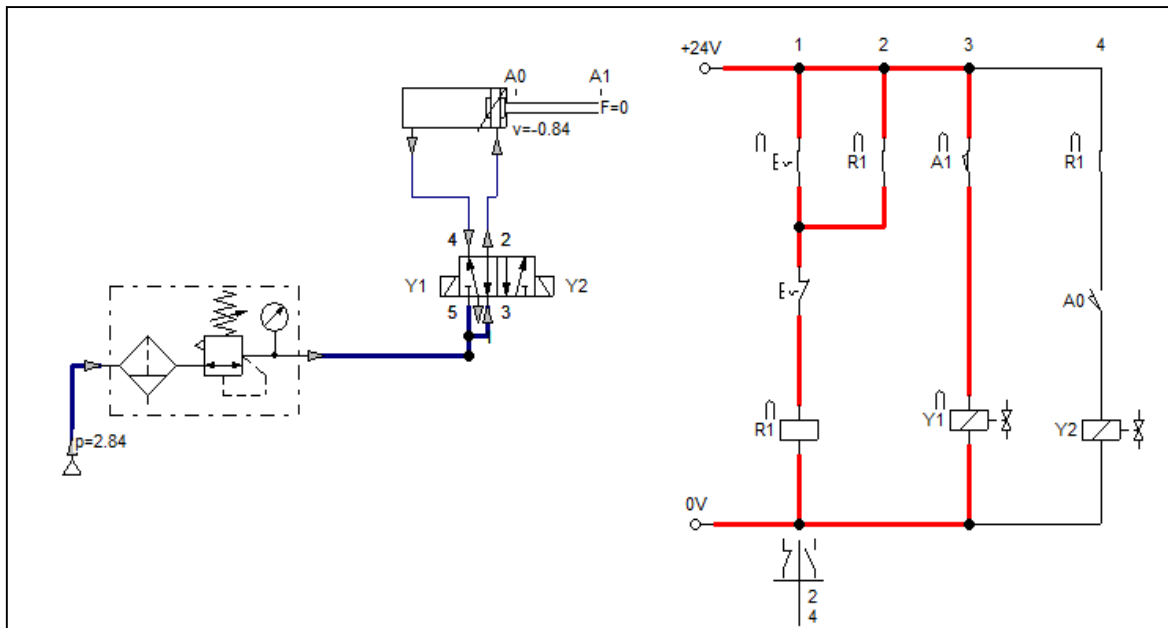 A0 A1
F=0
v=-0.84
4 2
Y1 Y2
5 3
p=2.84
1 2 3 4
+24V
E R1 A1 R1
E A0
R1 Y1 Y2
0V
2
4